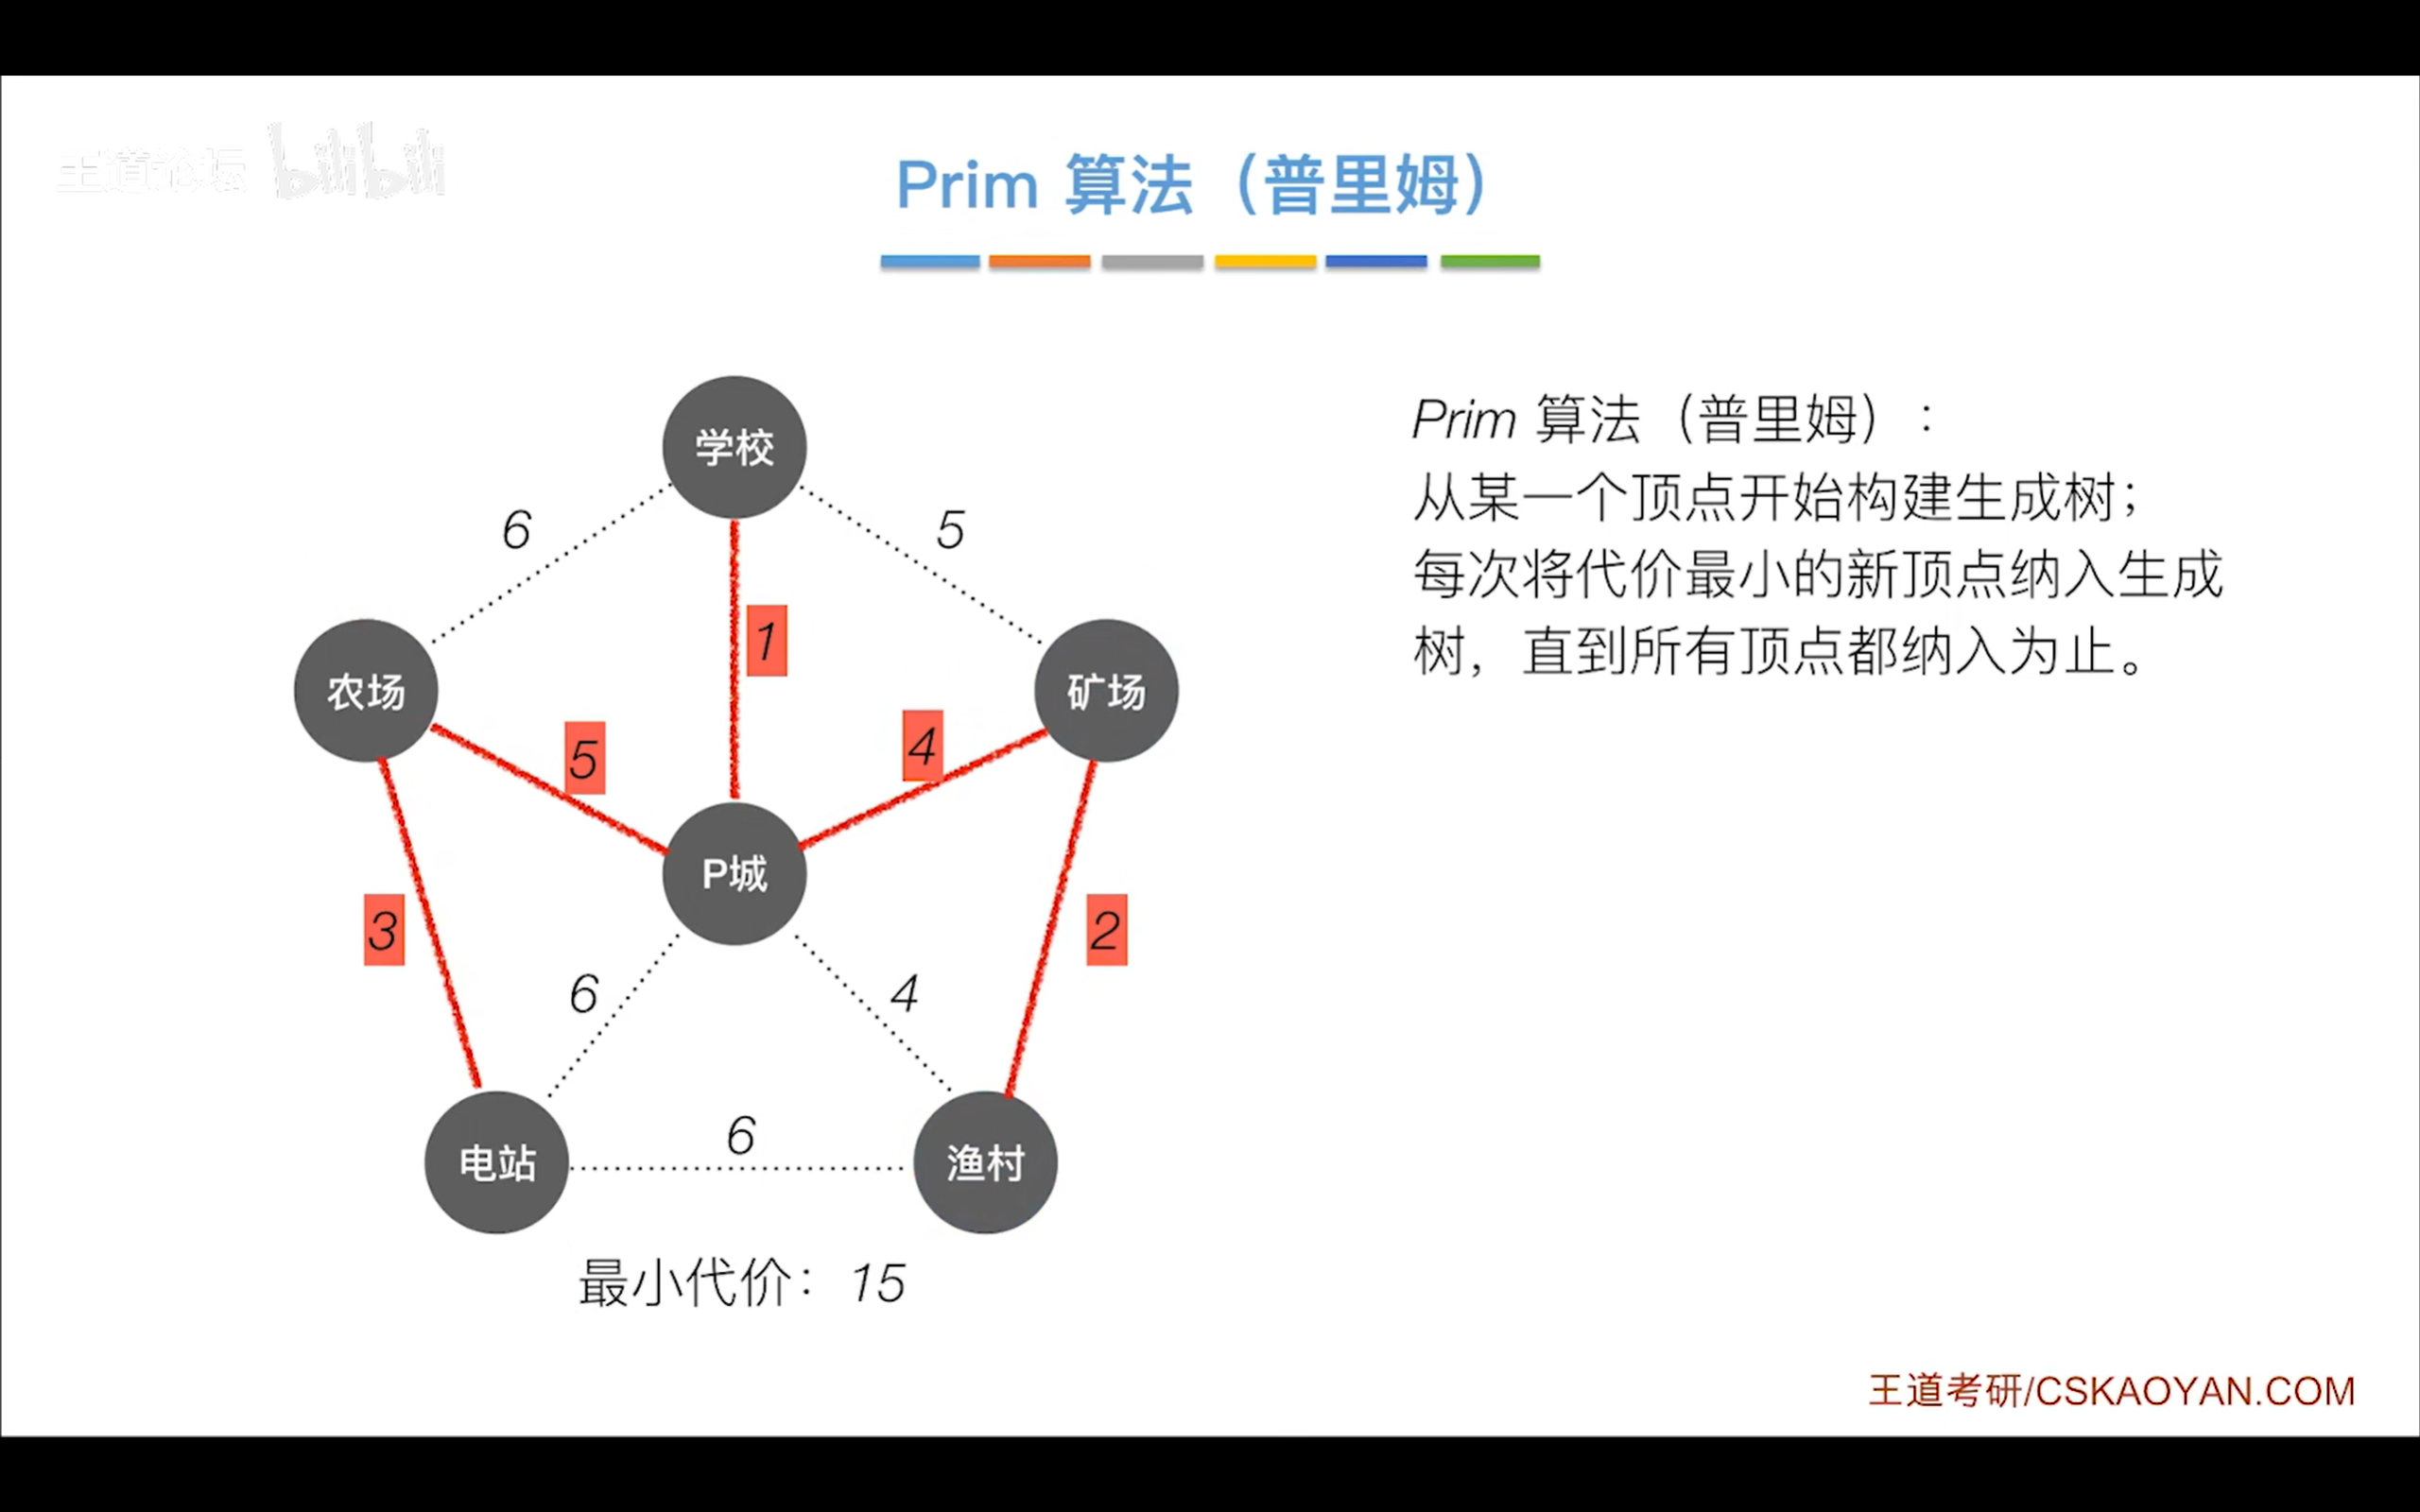 王道论坛 bilibili
Prim 算法（普里姆）
Prim 算法（普里姆）：
从某一个顶点开始构建生成树；
每次将代价最小的新顶点纳入生成
树，直到所有顶点都纳入为止。
学校
6
5
1
农场
矿场
5
4
P城
3
2
6
4
6
电站
渔村
最小代价：15
王道考研/CSKAOYAN.COM